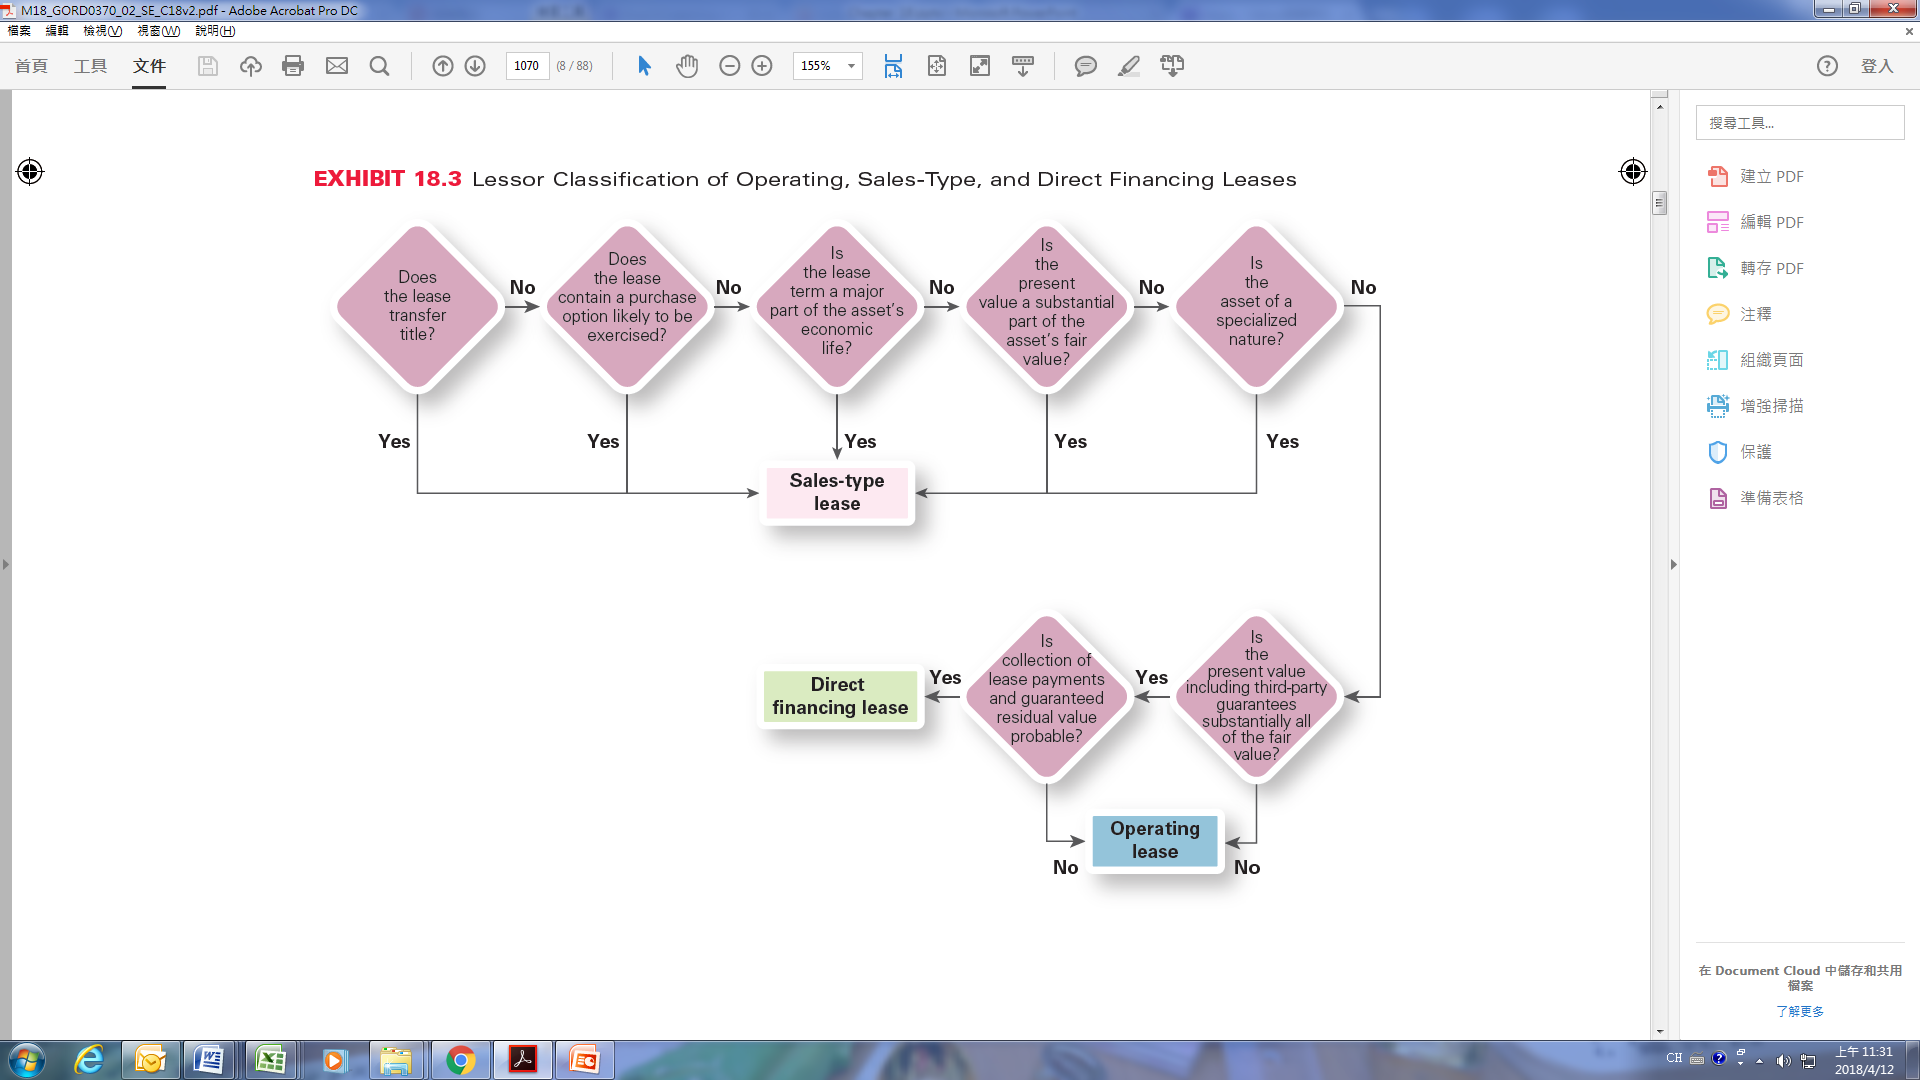 M18_GORD0370_02_SE_C18v2.pdf - Adobe Acrobat Pro DC
檔案 編輯 檢視(V) 視窗(W) 說明(H)
首頁 工具 文件 1070 (8 / 88) 155% 登入
搜尋工具...
建立 PDF
編輯 PDF
轉存 PDF
注釋
組織頁面
增強掃描
保護
準備表格
在 Document Cloud 中儲存和共用
檔案
了解更多
EXHIBIT 18.3 Lessor Classification of Operating, Sales-Type, and Direct Financing Leases
Does
the lease
transfer
title?
No
Does
the lease
contain a purchase
option likely to be
exercised?
No
Is
the lease
term a major
part of the asset's
economic
life?
No
Is
the
present
value a substantial
part of the
asset's fair
value?
No
Is
the
asset of a
specialized
nature?
No
Yes
Yes
Yes
Yes
Yes
Sales-type
lease
Is
the
present value
including third-party
guarantees
substantially all
of the fair
value?
Yes
Is
collection of
lease payments
and guaranteed
residual value
probable?
Yes
Direct
financing lease
Operating
lease
No
No
CH
上午 11:31
2018/4/12